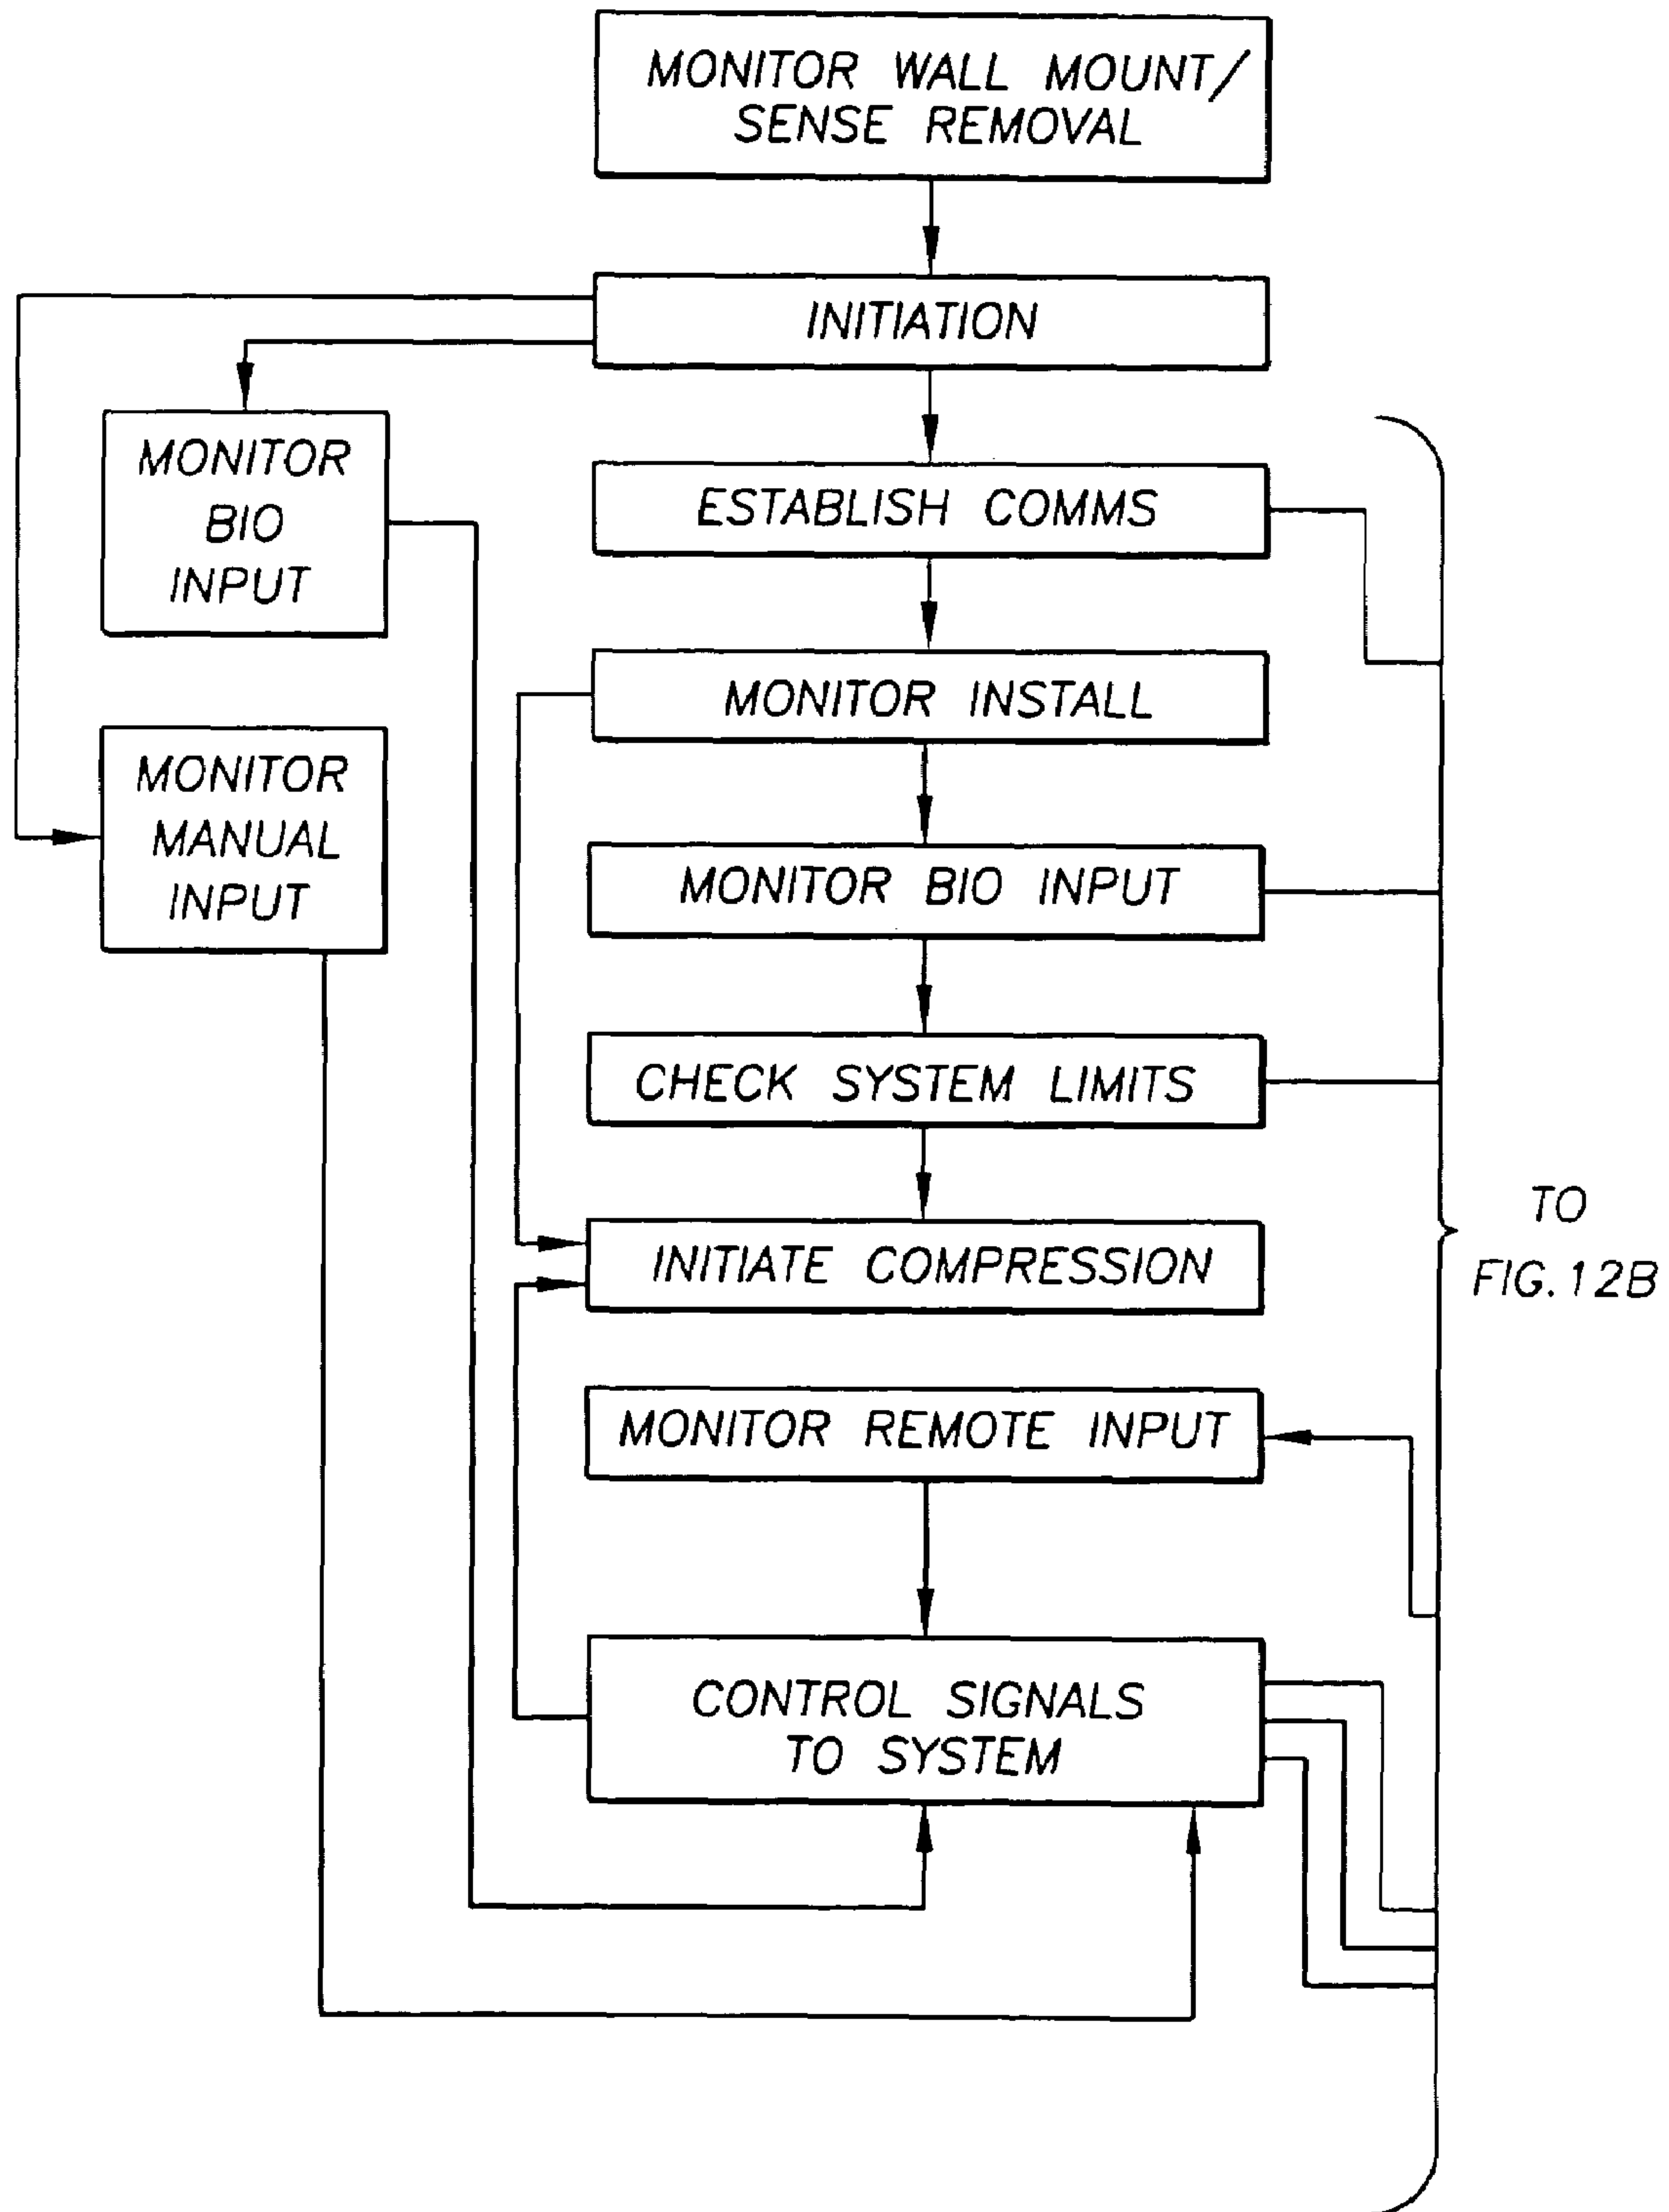 MONITOR WALL MOUNT/
SENSE REMOVAL
INITIATION
MONITOR
BIO
INPUT
ESTABLISH COMMS
MONITOR INSTALL
MONITOR
MANUAL
INPUT
MONITOR BIO INPUT
CHECK SYSTEM LIMITS
INITIATE COMPRESSION
TO
FIG. 12B
MONITOR REMOTE INPUT
CONTROL SIGNALS
TO SYSTEM